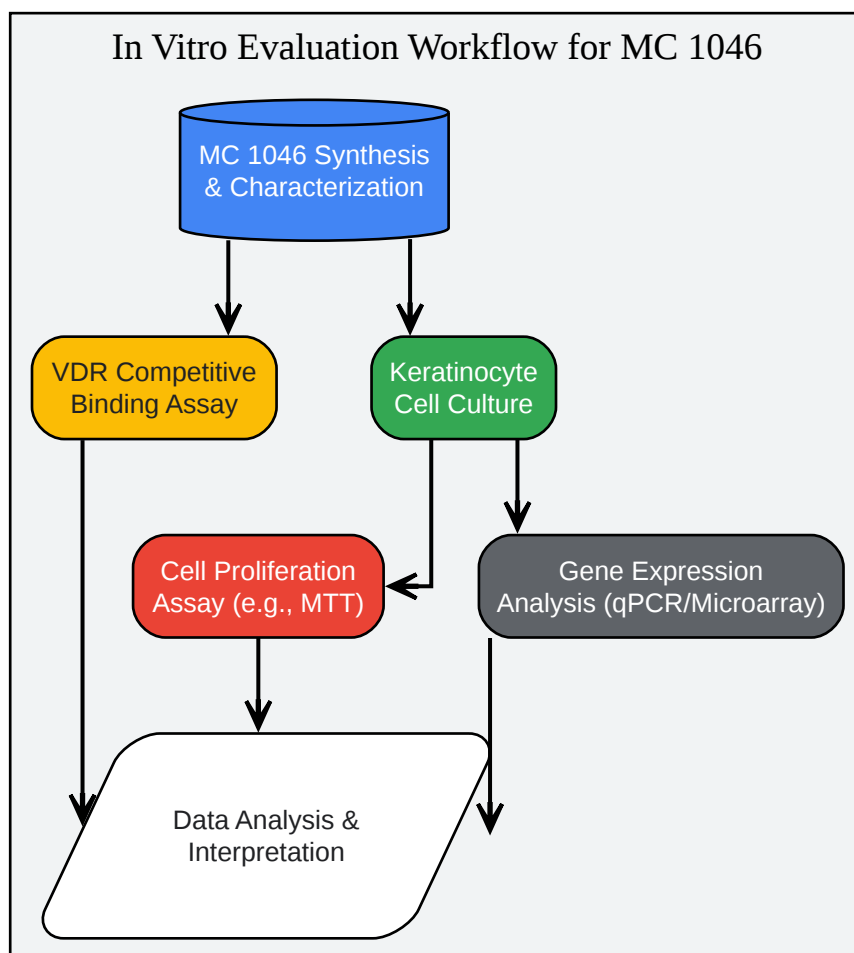 In Vitro Evaluation Workflow for MC 1046
MC 1046 Synthesis
& Characterization
VDR Competitive
Binding Assay
Keratinocyte
Cell Culture
Cell Proliferation
Assay (e.g., MTT)
Gene Expression
Analysis (qPCR/Microarray)
Data Analysis &
Interpretation